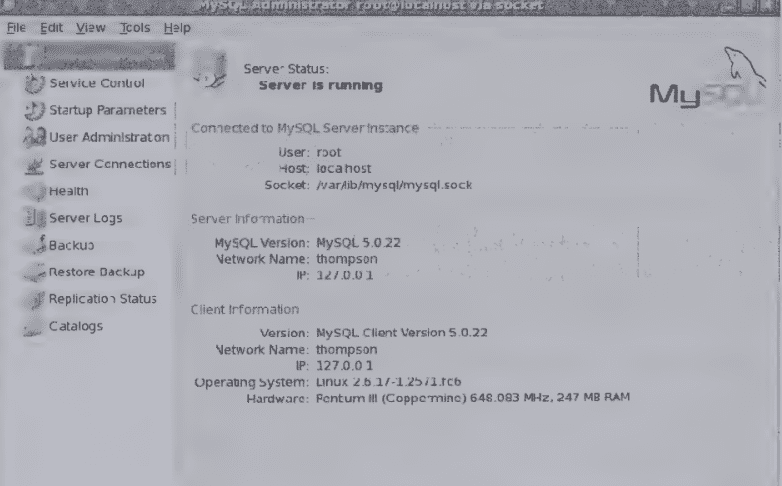 MySQL Administrator root@localhost via socket
File Edit View Tools Help
Service Control
Startup Parameters
User Administration
Server Connections
Health
Server Logs
Backup
Restore Backup
Replication Status
Catalogs
Server Status:
Server is running
MySQL
Connected to MySQL Server Instance
User: root
Host: localhost
Socket: /var/lib/mysql/mysql.sock
Server Information
MySQL Version: MySQL 5.0.22
Network Name: thompson
IP: 127.0.0.1
Client Information
Version: MySQL Client Version 5.0.22
Network Name: thompson
IP: 127.0.0.1
Operating System: Linux 2.6.17-1.2571.fc6
Hardware: Pentium III (Coppermine) 648.083 MHz, 247 MB RAM